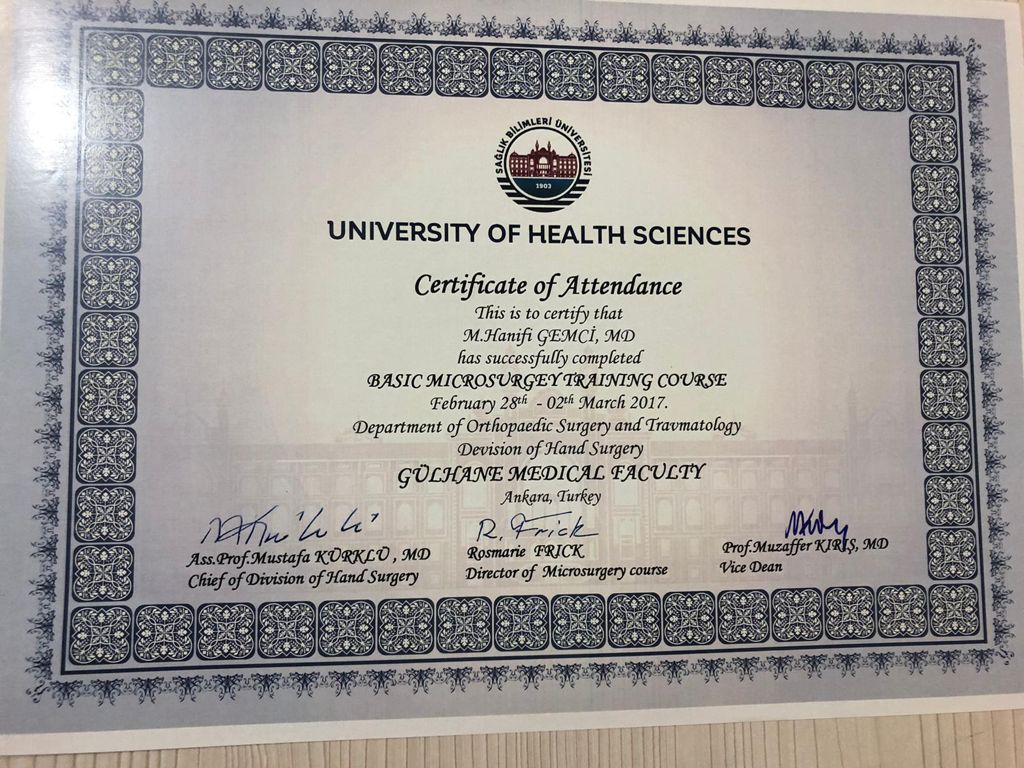 SAĞLIK BİLİMLERİ ÜNİVERSİTESİ
1903
UNIVERSITY OF HEALTH SCIENCES
Certificate of Attendance
This is to certify that
M.Hanifi GEMCİ, MD
has successfully completed
BASIC MICROSURGEY TRAINING COURSE
February 28th - 02th March 2017.
Department of Orthopaedic Surgery and Travmatology
Devision of Hand Surgery
GÜLHANE MEDICAL FACULTY
Ankara, Turkey
R. Frick
Ass.Prof.Mustafa KÜRKLÜ , MD
Chief of Division of Hand Surgery
Rosmarie FRICK
Director of Microsurgery course
Prof.Muzaffer KIRIŞ, MD
Vice Dean